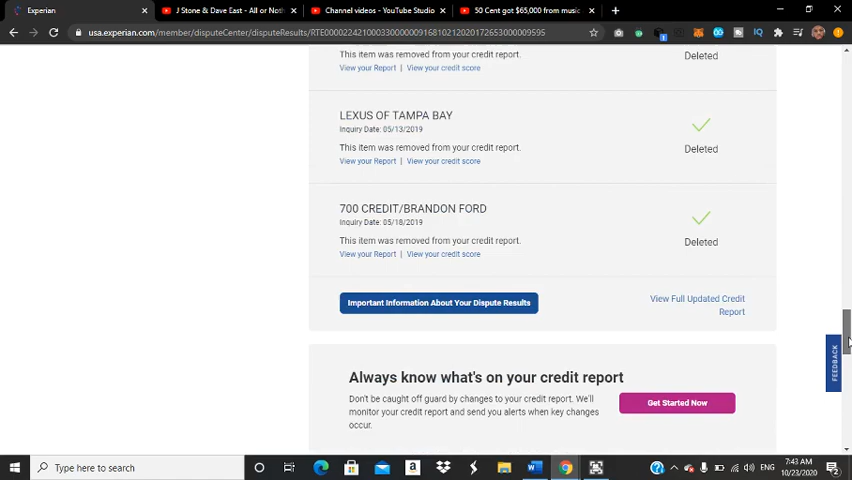 Experian
J Stone & Dave East - All or Noth
Channel videos - YouTube Studio
50 Cent got $65,000 from music
usa.experian.com/member/disputeCenter/disputeResults/RTE00002242100033000000916810212020172653000009595
This item was removed from your credit report.
Deleted
View your Report | View your credit score
LEXUS OF TAMPA BAY
Inquiry Date: 05/13/2019
This item was removed from your credit report.
Deleted
View your Report | View your credit score
700 CREDIT/BRANDON FORD
Inquiry Date: 05/18/2019
This item was removed from your credit report.
Deleted
View your Report | View your credit score
Important Information About Your Dispute Results
View Full Updated Credit
Report
FEEDBACK
Always know what's on your credit report
Don't be caught off guard by changes to your credit report. We'll
monitor your credit report and send you alerts when key changes
occur.
Get Started Now
Type here to search
ENG
7:43 AM
10/23/2020